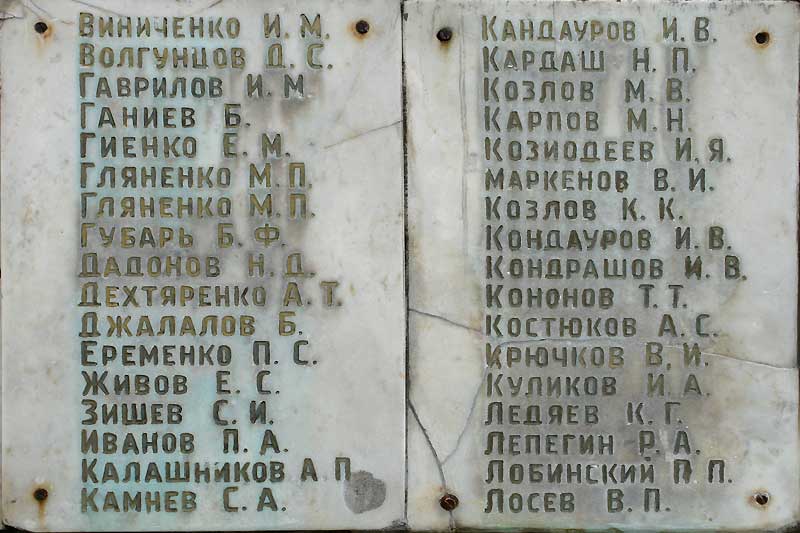 Виниченко И. М.
Волгунцов Д. С.
Гаврилов И. М.
Ганиев Б.
Гиенко Е. М.
Гляненко М. П.
Гляненко М. П.
Губарь Б. Ф.
Дадонов Н. Д.
Дехтяренко А. Т.
Джалалов Б.
Еременко П. С.
Живов Е. С.
Зишев С. И.
Иванов П. А.
Калашников А П
Камнев С. А.
Кандауров И. В.
Кардаш Н. П.
Козлов М. В.
Карпов М. Н.
Козиодеев И. Я.
Маркенов В. И.
Козлов К. К.
Кондауров И. В.
Кондрашов И. В.
Кононов Т. Т.
Костюков А. С.
Крючков В. И.
Куликов И. А.
Ледяев К. Г.
Лепегин Р. А.
Лобинский П П.
Лосев В. П.